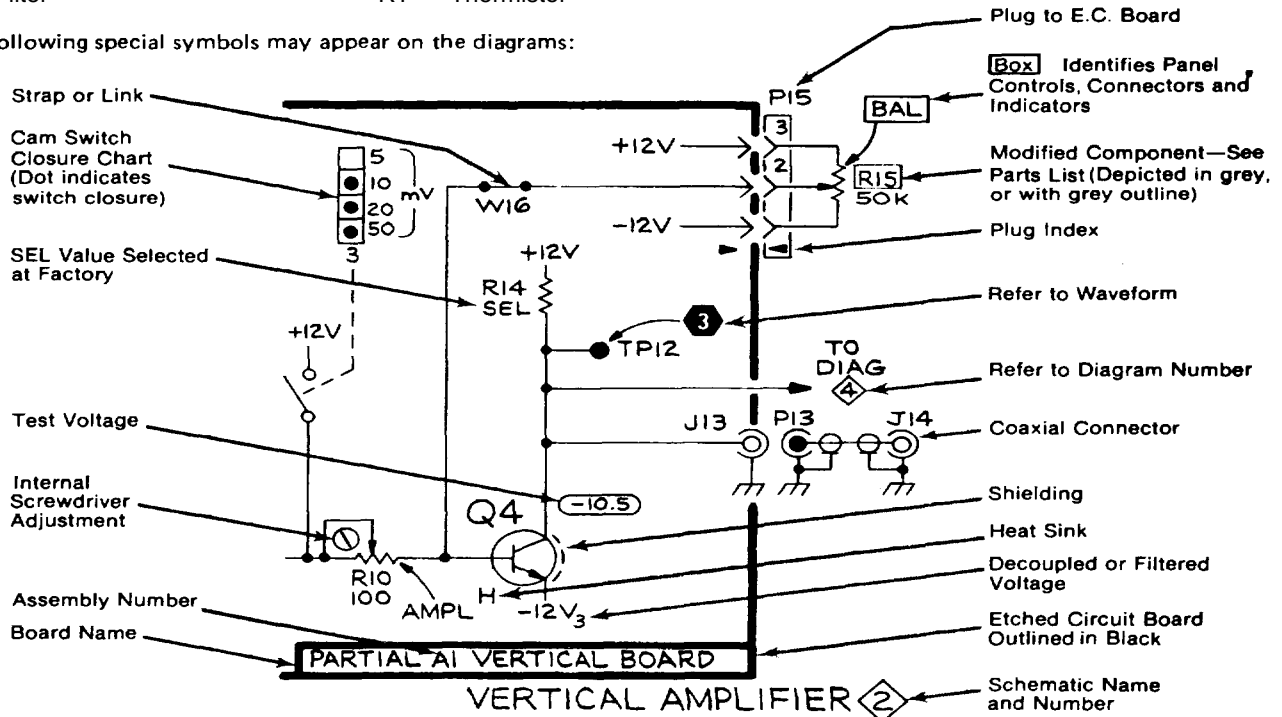 RT Thermistor
ollowing special symbols may appear on the diagrams:
Strap or Link
Cam Switch
Closure Chart
(Dot indicates
switch closure)
SEL Value Selected
at Factory
Test Voltage
Internal
Screwdriver
Adjustment
Assembly Number
Board Name
5
10
20
50
mV
3
+12V
W16
+12V
R14
SEL
TP12
3
Q4
-10.5
R10
100
AMPL
H
-12V3
P15
+12V
-12V
3
2
BAL
R15
50K
TO
DIAG
4
J13
P13
J14
PARTIAL A1 VERTICAL BOARD
VERTICAL AMPLIFIER 2
Plug to E.C. Board
Box Identifies Panel
Controls, Connectors and
Indicators
Modified Component—See
Parts List (Depicted in grey,
or with grey outline)
Plug Index
Refer to Waveform
Refer to Diagram Number
Coaxial Connector
Shielding
Heat Sink
Decoupled or Filtered
Voltage
Etched Circuit Board
Outlined in Black
Schematic Name
and Number